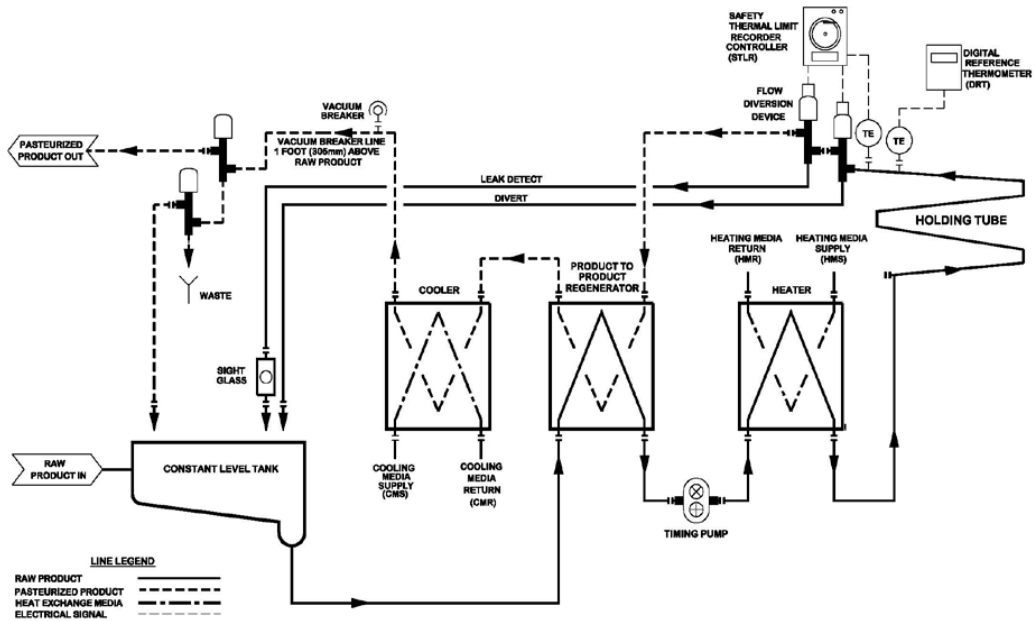 SAFETY
THERMAL LIMIT
RECORDER
CONTROLLER
(STLR)
DIGITAL
REFERENCE
THERMOMETER
(DRT)
FLOW
DIVERSION
DEVICE
TE
TE
VACUUM
BREAKER
VACUUM BREAKER LINE
1 FOOT (305mm) ABOVE
RAW PRODUCT
PASTEURIZED
PRODUCT OUT
LEAK DETECT
DIVERT
HOLDING TUBE
WASTE
HEATING MEDIA
RETURN
(HMR)
HEATING MEDIA
SUPPLY
(HMS)
COOLER
PRODUCT TO
PRODUCT
REGENERATOR
HEATER
SIGHT
GLASS
RAW
PRODUCT IN
CONSTANT LEVEL TANK
COOLING
MEDIA
SUPPLY
(CMS)
COOLING
MEDIA
RETURN
(CMR)
TIMING PUMP
LINE LEGEND
RAW PRODUCT
PASTEURIZED PRODUCT
HEAT EXCHANGE MEDIA
ELECTRICAL SIGNAL